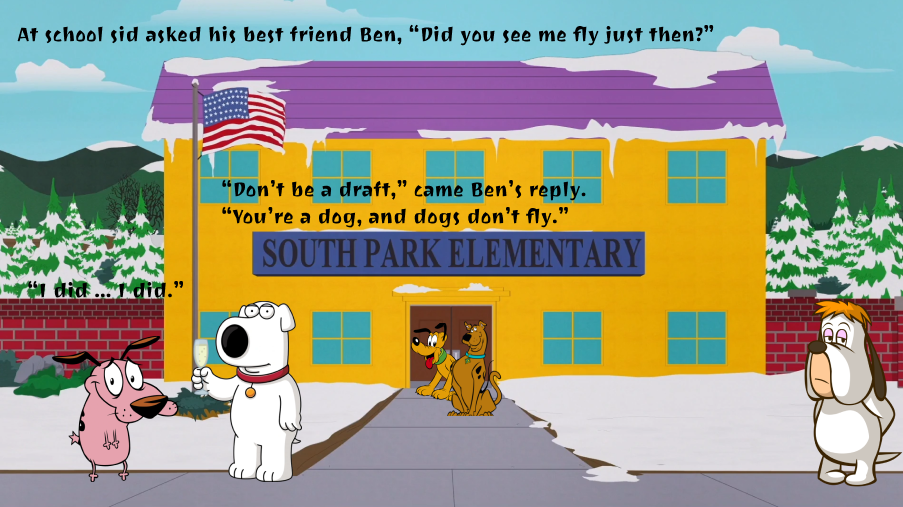 At school sid asked his best friend Ben, “Did you see me fly just then?”
“Don’t be a draft,” came Ben’s reply.
“You’re a dog, and dogs don’t fly.”
SOUTH PARK ELEMENTARY
“I did ... I did.”